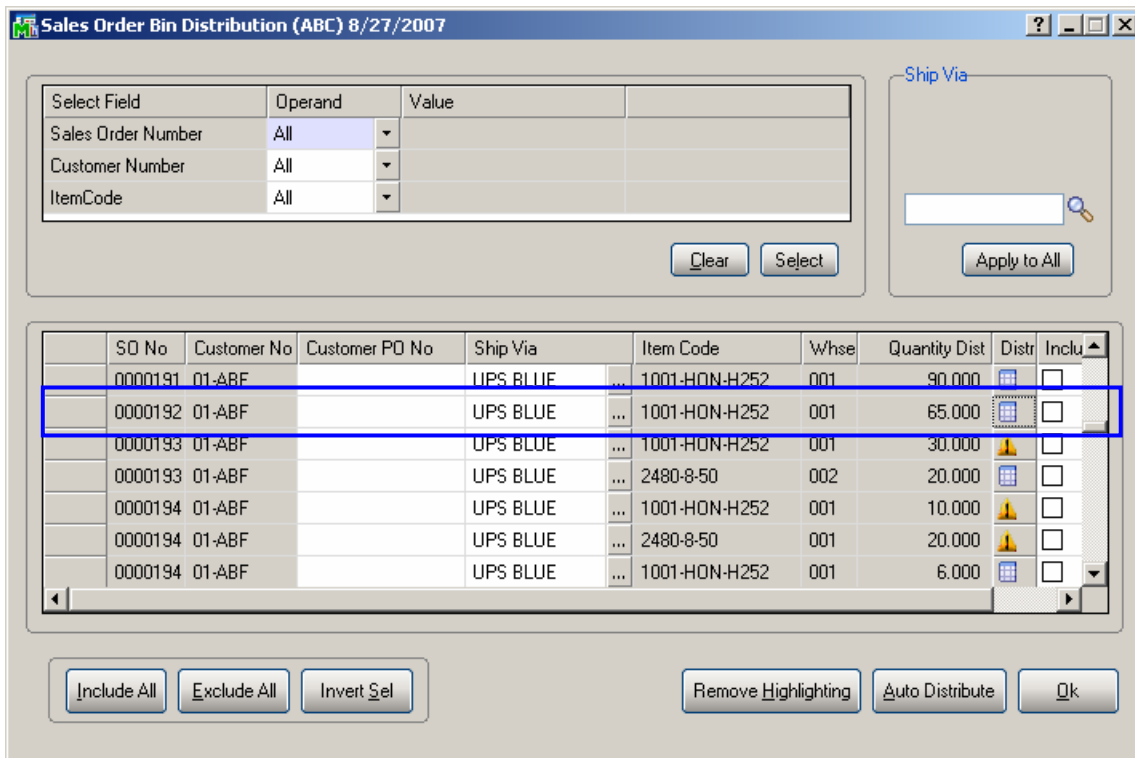 Sales Order Bin Distribution (ABC) 8/27/2007
Ship Via
Select Field Operand Value
Sales Order Number All
Customer Number All
ItemCode All
Clear Select
Apply to All
SO No Customer No Customer PO No Ship Via Item Code Whse Quantity Dist Distr Inclu
0000191 01-ABF UPS BLUE ... 1001-HON-H252 001 90.000
0000192 01-ABF UPS BLUE ... 1001-HON-H252 001 65.000
0000193 01-ABF UPS BLUE ... 1001-HON-H252 001 30.000
0000193 01-ABF UPS BLUE ... 2480-8-50 002 20.000
0000194 01-ABF UPS BLUE ... 1001-HON-H252 001 10.000
0000194 01-ABF UPS BLUE ... 2480-8-50 001 20.000
0000194 01-ABF UPS BLUE ... 1001-HON-H252 001 6.000
Include All Exclude All Invert Sel Remove Highlighting Auto Distribute Ok